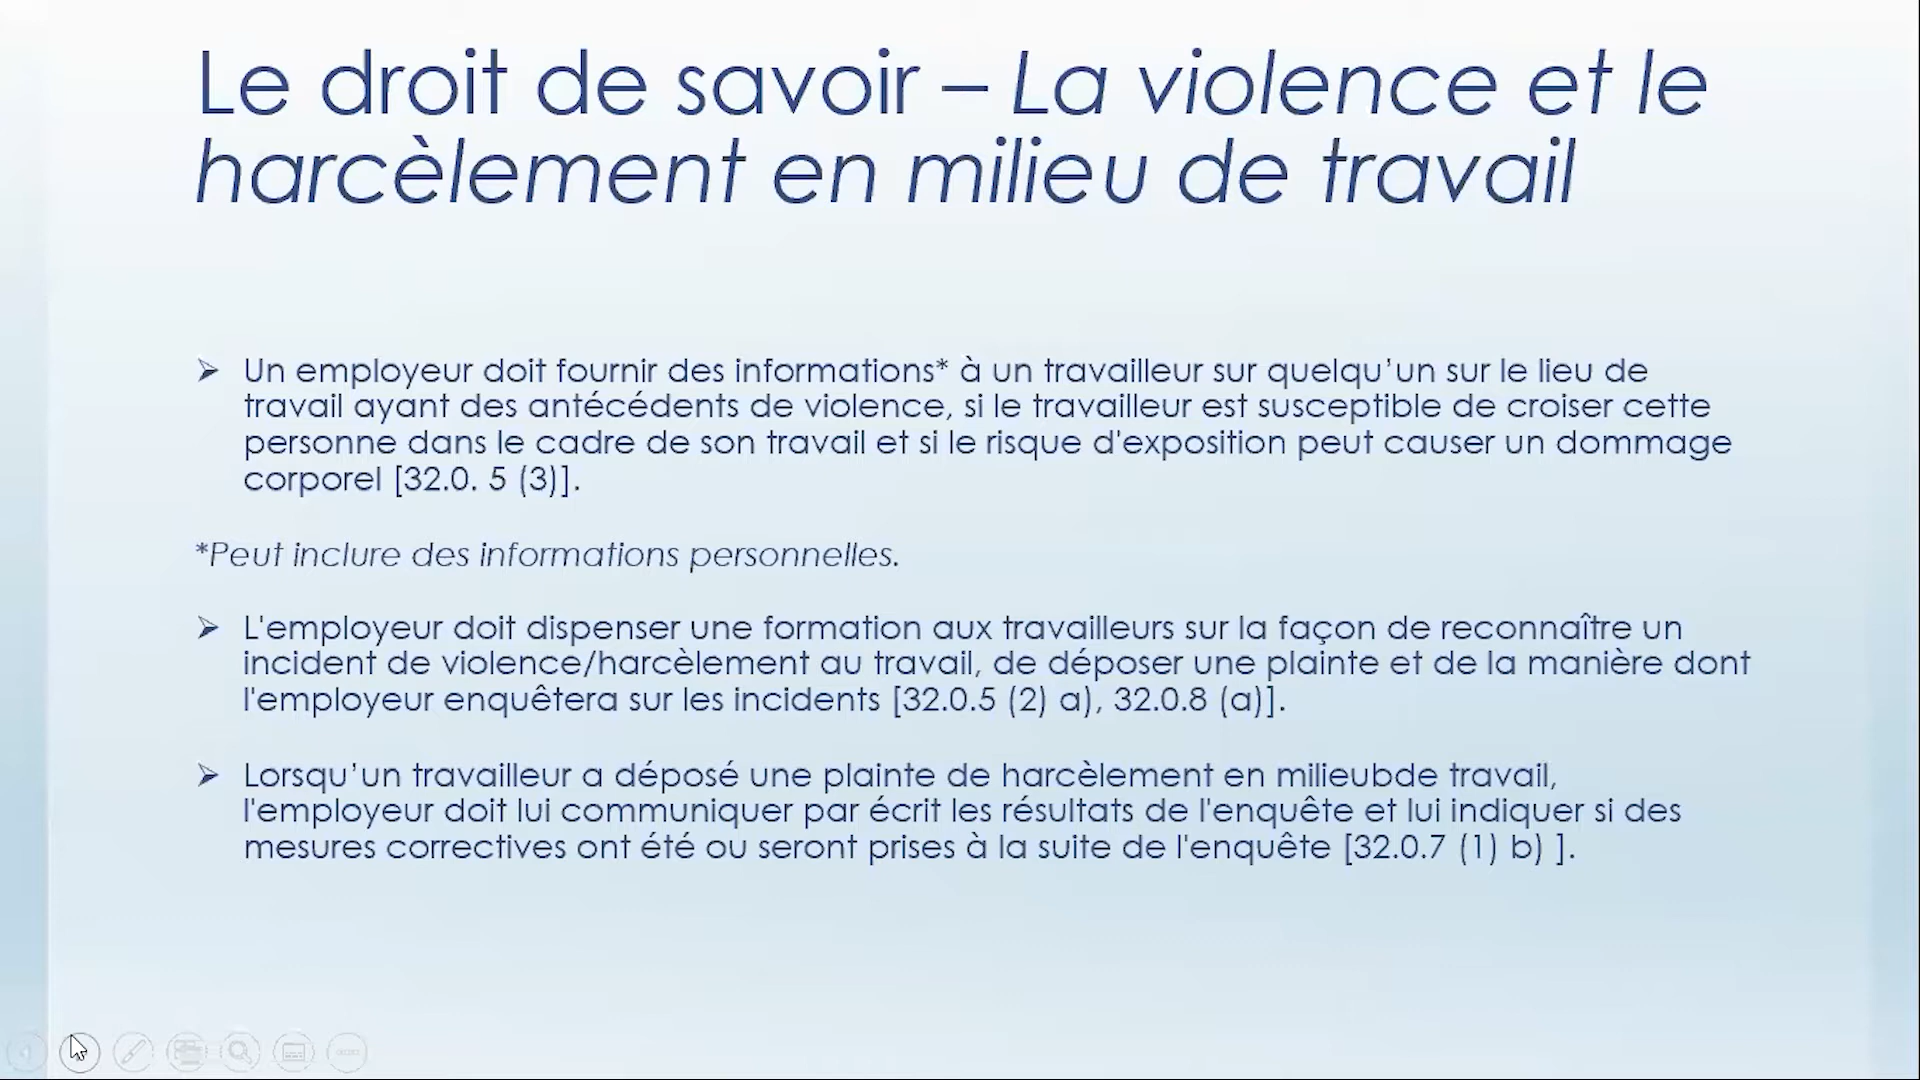 Le droit de savoir – La violence et le
harcèlement en milieu de travail
➢ Un employeur doit fournir des informations* à un travailleur sur quelqu’un sur le lieu de
travail ayant des antécédents de violence, si le travailleur est susceptible de croiser cette
personne dans le cadre de son travail et si le risque d'exposition peut causer un dommage
corporel [32.0. 5 (3)].
*Peut inclure des informations personnelles.
➢ L'employeur doit dispenser une formation aux travailleurs sur la façon de reconnaître un
incident de violence/harcèlement au travail, de déposer une plainte et de la manière dont
l'employeur enquêtera sur les incidents [32.0.5 (2) a), 32.0.8 (a)].
➢ Lorsqu’un travailleur a déposé une plainte de harcèlement en milieubde travail,
l'employeur doit lui communiquer par écrit les résultats de l'enquête et lui indiquer si des
mesures correctives ont été ou seront prises à la suite de l'enquête [32.0.7 (1) b) ].